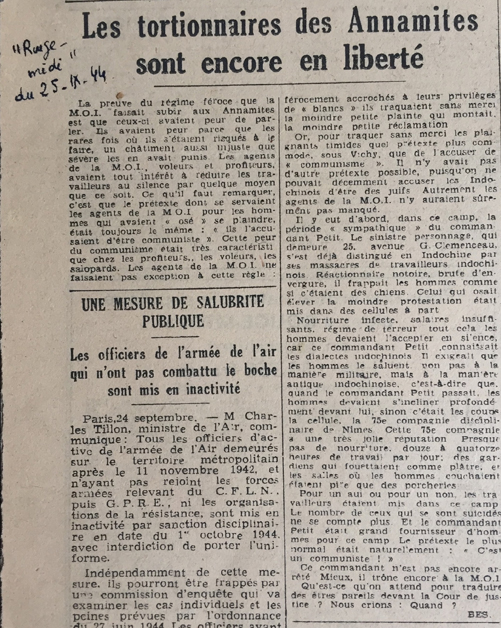 "Rouge-
midi"
du 25-IX-44
Les tortionnaires des Annamites
sont encore en liberté
La preuve du régime féroce que la
M.O.I. faisait subir aux Annamites
est que ceux-ci avaient peur de par-
ler. Ils avaient peur parce que les
rares fois où ils s'étaient risqués à le
faire, un châtiment aussi injuste que
sévère les en avait punis. Les agents
de la M.O.I., voleurs et profiteurs,
avaient tout intérêt à réduire les tra-
vailleurs au silence par quelque moyen
que ce soit. Ce qu'il faut remarquer,
c'est que le prétexte dont se servaient
les agents de la M.O.I pour les hom-
mes qui avaient « osé » se plaindre,
était toujours le même : « ils l'accu-
saient d'être communiste ». Cette peur
du communisme était très caractéristi
que chez les profiteurs, les voleurs, les
salopards. Les agents de la M.O.I. ne
faisaient pas exception à cette règle :
UNE MESURE DE SALUBRITE
PUBLIQUE
Les officiers de l'armée de l'air
qui n'ont pas combattu le boche
sont mis en inactivité
Paris, 24 septembre. — M Char
les Tillon, ministre de l'Air, com-
munique : Tous les officiers d'ac-
tive de l'armée de l'Air demeurés
sur le territoire métropolitain
après le 11 novembre 1942, et
n'ayant pas rejoint les forces
armées relevant du C.F.L.N.,
puis G.P.R.F., ni les organisa-
tions de la résistance, sont mis en
inactivité par sanction disciplinai-
re en date du 1er octobre 1944,
avec interdiction de porter l'uni-
forme.
Indépendamment de cette me-
sure, ils pourront être frappés par
une commission d'enquête qui va
examiner les cas individuels et les
peines prévues par l'ordonnance
du 27 juin 1944. Les officiers ayant
férocement accrochés à leurs privilèges
de « blancs » ils traquaient sans merci,
la moindre petite plainte qui montait,
la moindre petite réclamation
Or, pour traquer sans merci les plai-
gnants timides quel prétexte plus com-
mode, sous Vichy, que de l'accuser de
« communisme ». Il n'y avait pas
d'autre prétexte possible, puisqu'on ne
pouvait décemment accuser les Indo-
chinois d'être des juifs Autrement les
agents de la M.O.I. n'y auraient sûre-
ment pas manqué.
Il y eut d'abord, dans ce camp, la
période « sympathique » du comman-
dant Petit. Le sinistre personnage, qui
demeure 25, avenue G. Clemenceau,
s'est déjà distingué en Indochine par
ses massacres de travailleurs indochi-
nois Réactionnaire notoire, brute d'en-
vergure, il frappait les hommes comme
si c'étaient des chiens. Celui qui osait
élever la moindre protestation était
mis dans des cellules à part
Nourriture infecte, salaires insuffi-
sants, régime de terreur tout cela les
hommes devaient l'accepter en silence,
car ce commandant Petit connaissait
les dialectes indochinois Il exigeait que
les hommes le saluent non pas à la
manière militaire, mais à la manière
antique indochinoise, c'est-à-dire que,
quand le commandant Petit passait, les
hommes devaient s'incliner profondé-
ment devant lui, sinon c'était les coups
la cellule, la 75e compagnie discipli-
naire de Nîmes. Cette 75e compagnie
a une très jolie réputation Presque
pas de nourriture, douze à quatorze
heures de travail par jour; des gar-
diens qui fouettaient comme plâtre, et
les salles où les hommes couchaient
étaient pire que des porcheries
Pour un oui ou pour un non, les tra
vailleurs étaient mis dans ce camp
Le nombre de ceux qui se sont suicidés
ne se compte plus. Et le commandant
Petit était grand fournisseur d'hom-
mes pour ce camp Le prétexte le plus
normal était naturellement : « C'est
un communiste ! »
Ce commandant n'est pas encore ar-
rêté Mieux, il trône encore à la M.O.I
Qu'est-ce qu'on attend pour traduire
des êtres pareils devant la Cour de jus-
tice ? Nous crions : Quand ?
BES.